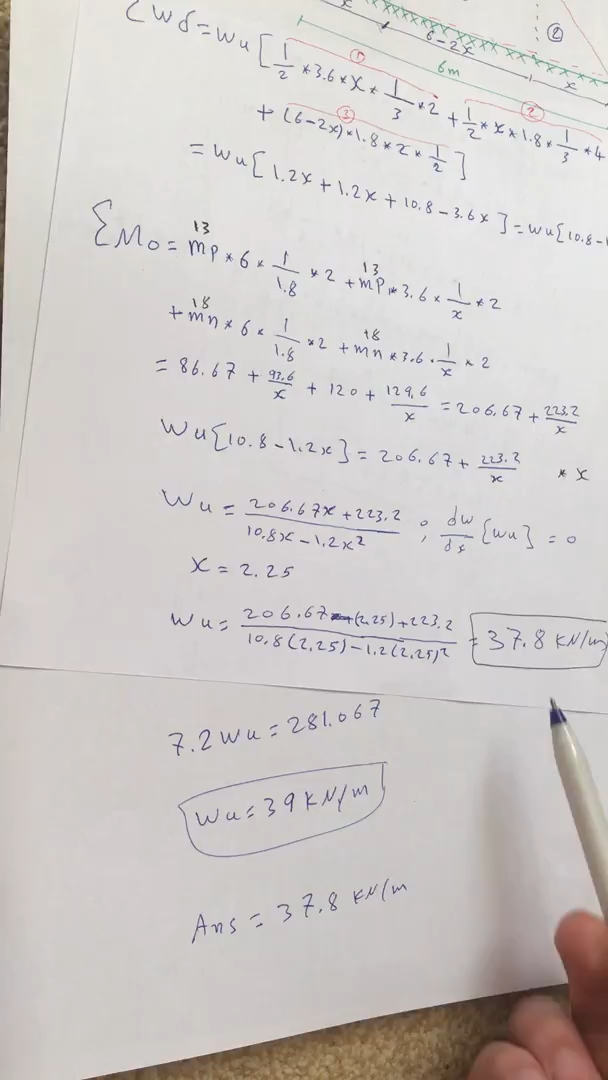 x
6-2x
②
6m
x
Σwδ = wu [ 1/2 * 3.6 * x * 1/3 * 2 + 1/2 * x * 1.8 * 1/3 * 4
① ②
+ (6-2x) * 1.8 * 2 * 1/2 ]
③
= wu [ 1.2x + 1.2x + 10.8 - 3.6x ] = wu[10.8-1
ΣMθ = mp * 6 * 1/1.8 * 2 + mp * 3.6 * 1/x * 2
13 13
+ mn * 6 * 1/1.8 * 2 + mn * 3.6 * 1/x * 2
18 18
= 86.67 + 93.6/x + 120 + 129.6/x = 206.67 + 223.2/x
wu[10.8 - 1.2x] = 206.67 + 223.2/x * x
wu = 206.67x + 223.2 / 10.8x - 1.2x² ; dw/dx {wu} = 0
x = 2.25
wu = 206.67 (2.25) + 223.2 / 10.8(2.25) - 1.2(2.25)² = 37.8 KN/m
7.2 wu = 281.067
wu = 39 KN/m
Ans = 37.8 KN/m